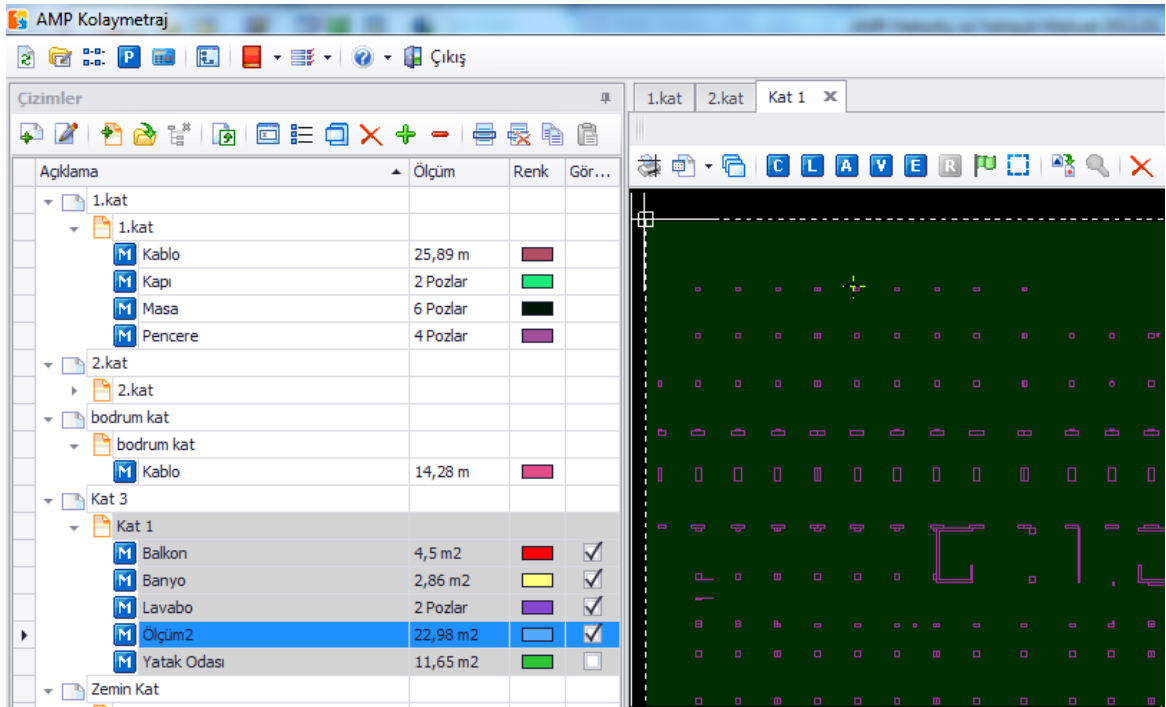 AMP Kolaymetraj
P Çıkış
Çizimler
1.kat 2.kat Kat 1
C L A V E R
Açıklama Ölçüm Renk Gör...
1.kat
1.kat
M Kablo 25,89 m
M Kapı 2 Pozlar
M Masa 6 Pozlar
M Pencere 4 Pozlar
2.kat
2.kat
bodrum kat
bodrum kat
M Kablo 14,28 m
Kat 3
Kat 1
M Balkon 4,5 m2
M Banyo 2,86 m2
M Lavabo 2 Pozlar
M Ölçüm2 22,98 m2
M Yatak Odası 11,65 m2
Zemin Kat